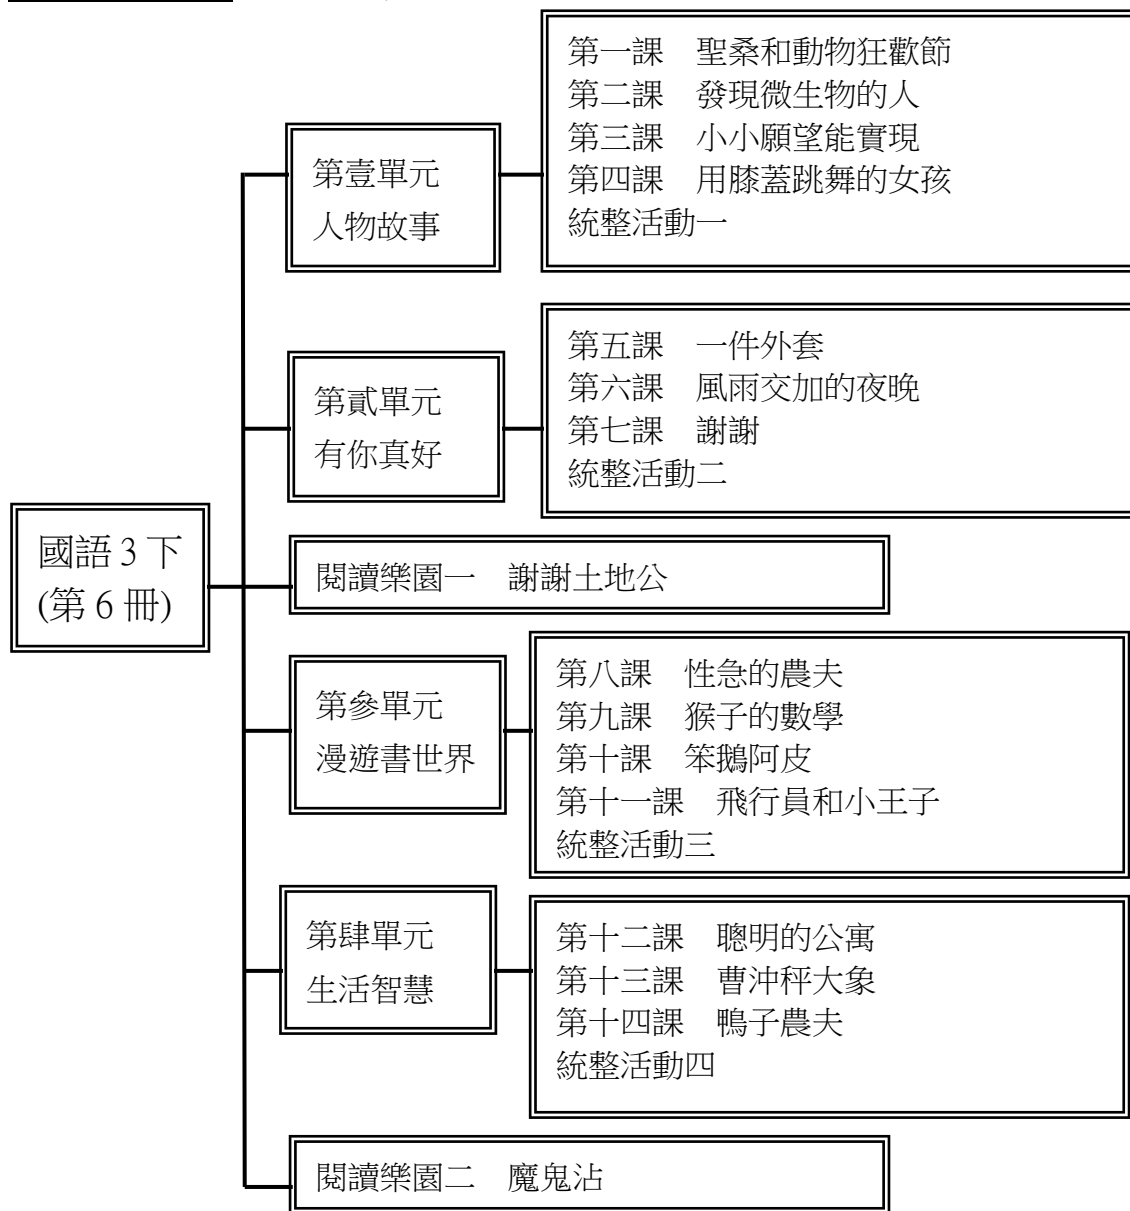 國語 3 下
(第 6 冊)
第壹單元
人物故事
第一課　聖桑和動物狂歡節
第二課　發現微生物的人
第三課　小小願望能實現
第四課　用膝蓋跳舞的女孩
統整活動一
第貳單元
有你真好
第五課　一件外套
第六課　風雨交加的夜晚
第七課　謝謝
統整活動二
閱讀樂園一　謝謝土地公
第參單元
漫遊書世界
第八課　性急的農夫
第九課　猴子的數學
第十課　笨鵝阿皮
第十一課　飛行員和小王子
統整活動三
第肆單元
生活智慧
第十二課　聰明的公寓
第十三課　曹沖秤大象
第十四課　鴨子農夫
統整活動四
閱讀樂園二　魔鬼沾